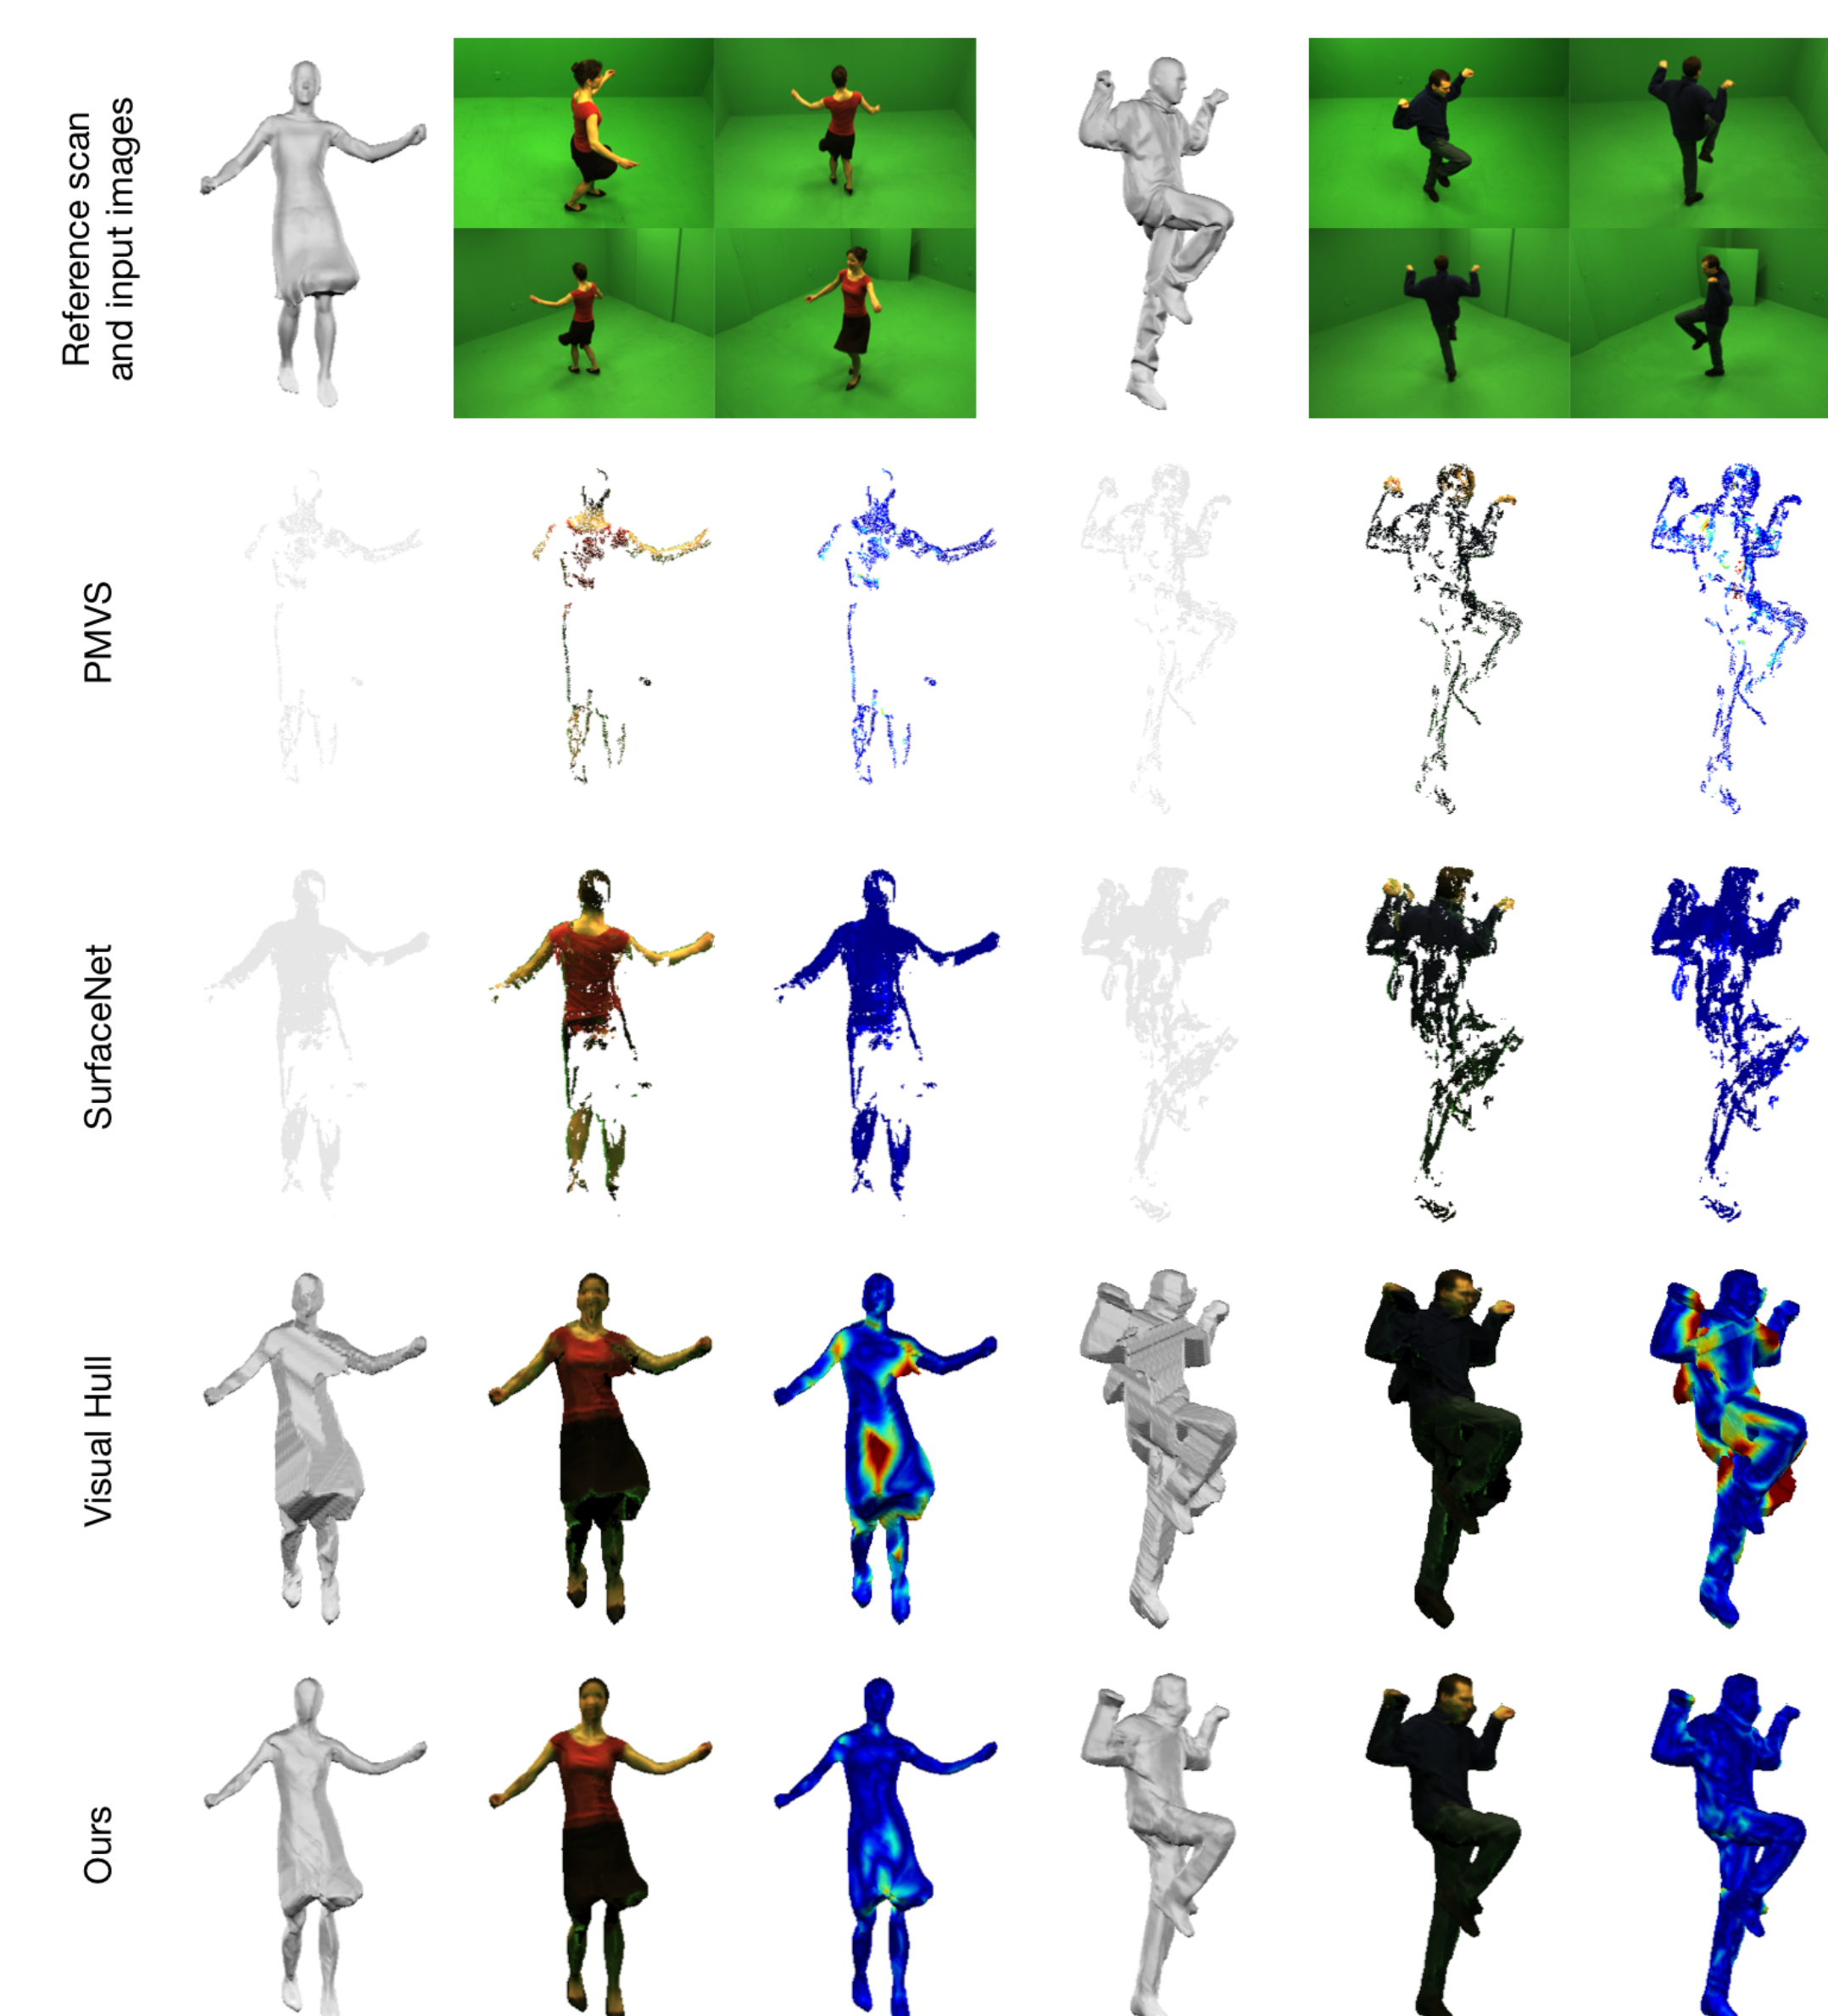 Reference scan
and input images
PMVS
SurfaceNet
Visual Hull
Ours